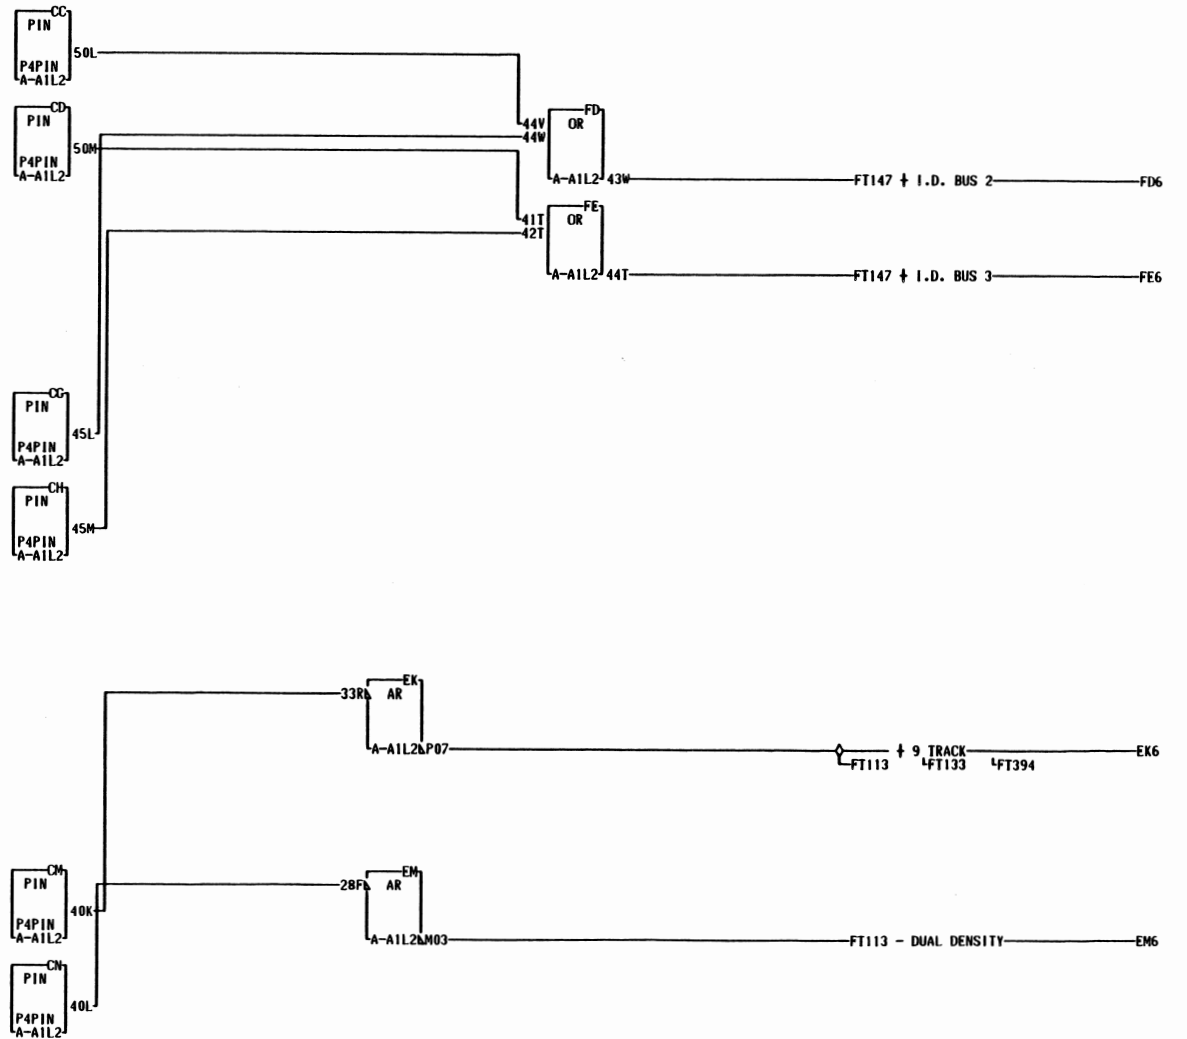 CC
PIN
50L
P4PIN
A-A1L2
CD
PIN
50M
P4PIN
A-A1L2
FD
44V OR
44W
A-A1L2 43W FT147 + I.D. BUS 2 FD6
FE
41T OR
42T
A-A1L2 44T FT147 + I.D. BUS 3 FE6
CG
PIN
45L
P4PIN
A-A1L2
CH
PIN
45M
P4PIN
A-A1L2
EK
33R AR
A-A1L2 P07 + 9 TRACK EK6
FT113 FT133 FT394
CM
PIN
40K
P4PIN
A-A1L2
EM
28F AR
A-A1L2 M03 FT113 - DUAL DENSITY EM6
CN
PIN
40L
P4PIN
A-A1L2